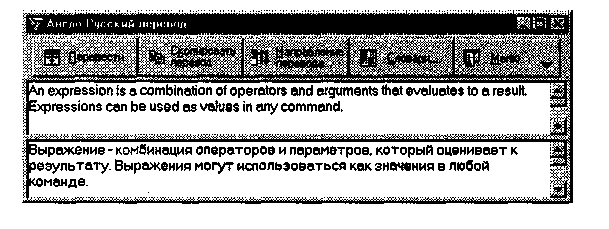 Англо-Русский перевод
Перевести Скопировать перевод Направление перевода Словари... Меню
An expression is a combination of operators and arguments that evaluates to a result.
Expressions can be used as values in any command.
Выражение - комбинация операторов и параметров, который оценивает к
результату. Выражения могут использоваться как значения в любой
команде.